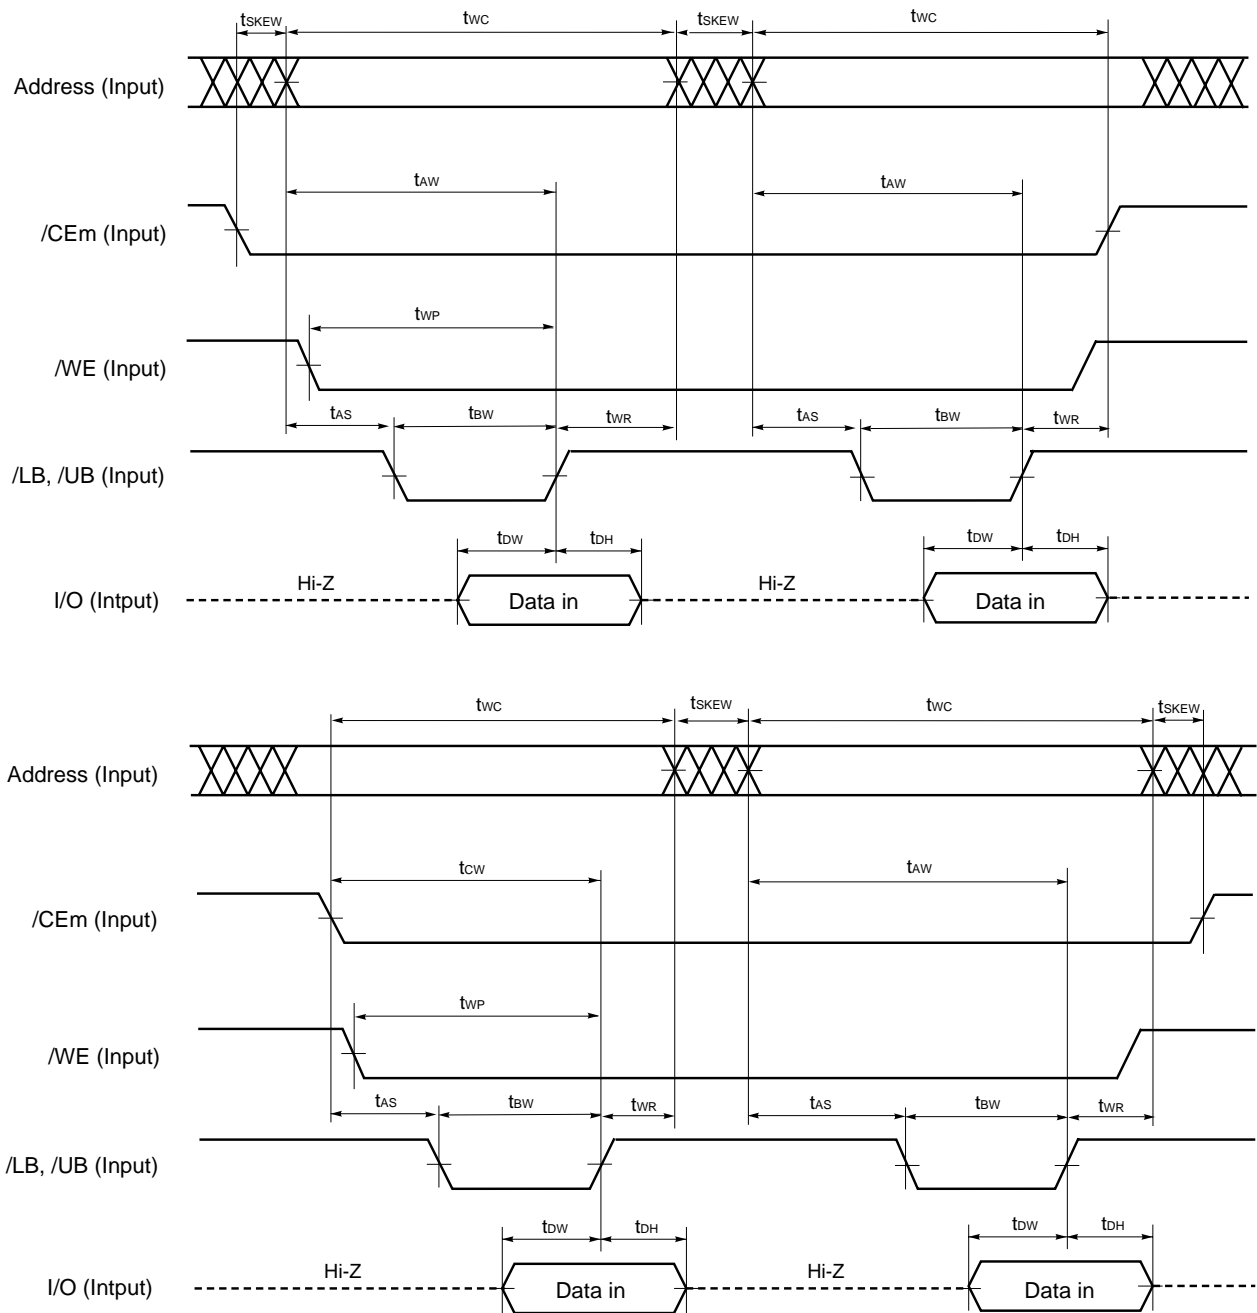 tSKEW tWC tSKEW tWC
Address (Input)
tAW tAW
/CEm (Input)
tWP
/WE (Input)
tAS tBW tWR tAS tBW tWR
/LB, /UB (Input)
tDW tDH tDW tDH
I/O (Intput) Hi-Z Data in Hi-Z Data in
tWC tSKEW tWC tSKEW
Address (Input)
tCW tAW
/CEm (Input)
tWP
/WE (Input)
tAS tBW tWR tAS tBW tWR
/LB, /UB (Input)
tDW tDH tDW tDH
I/O (Intput) Hi-Z Data in Hi-Z Data in